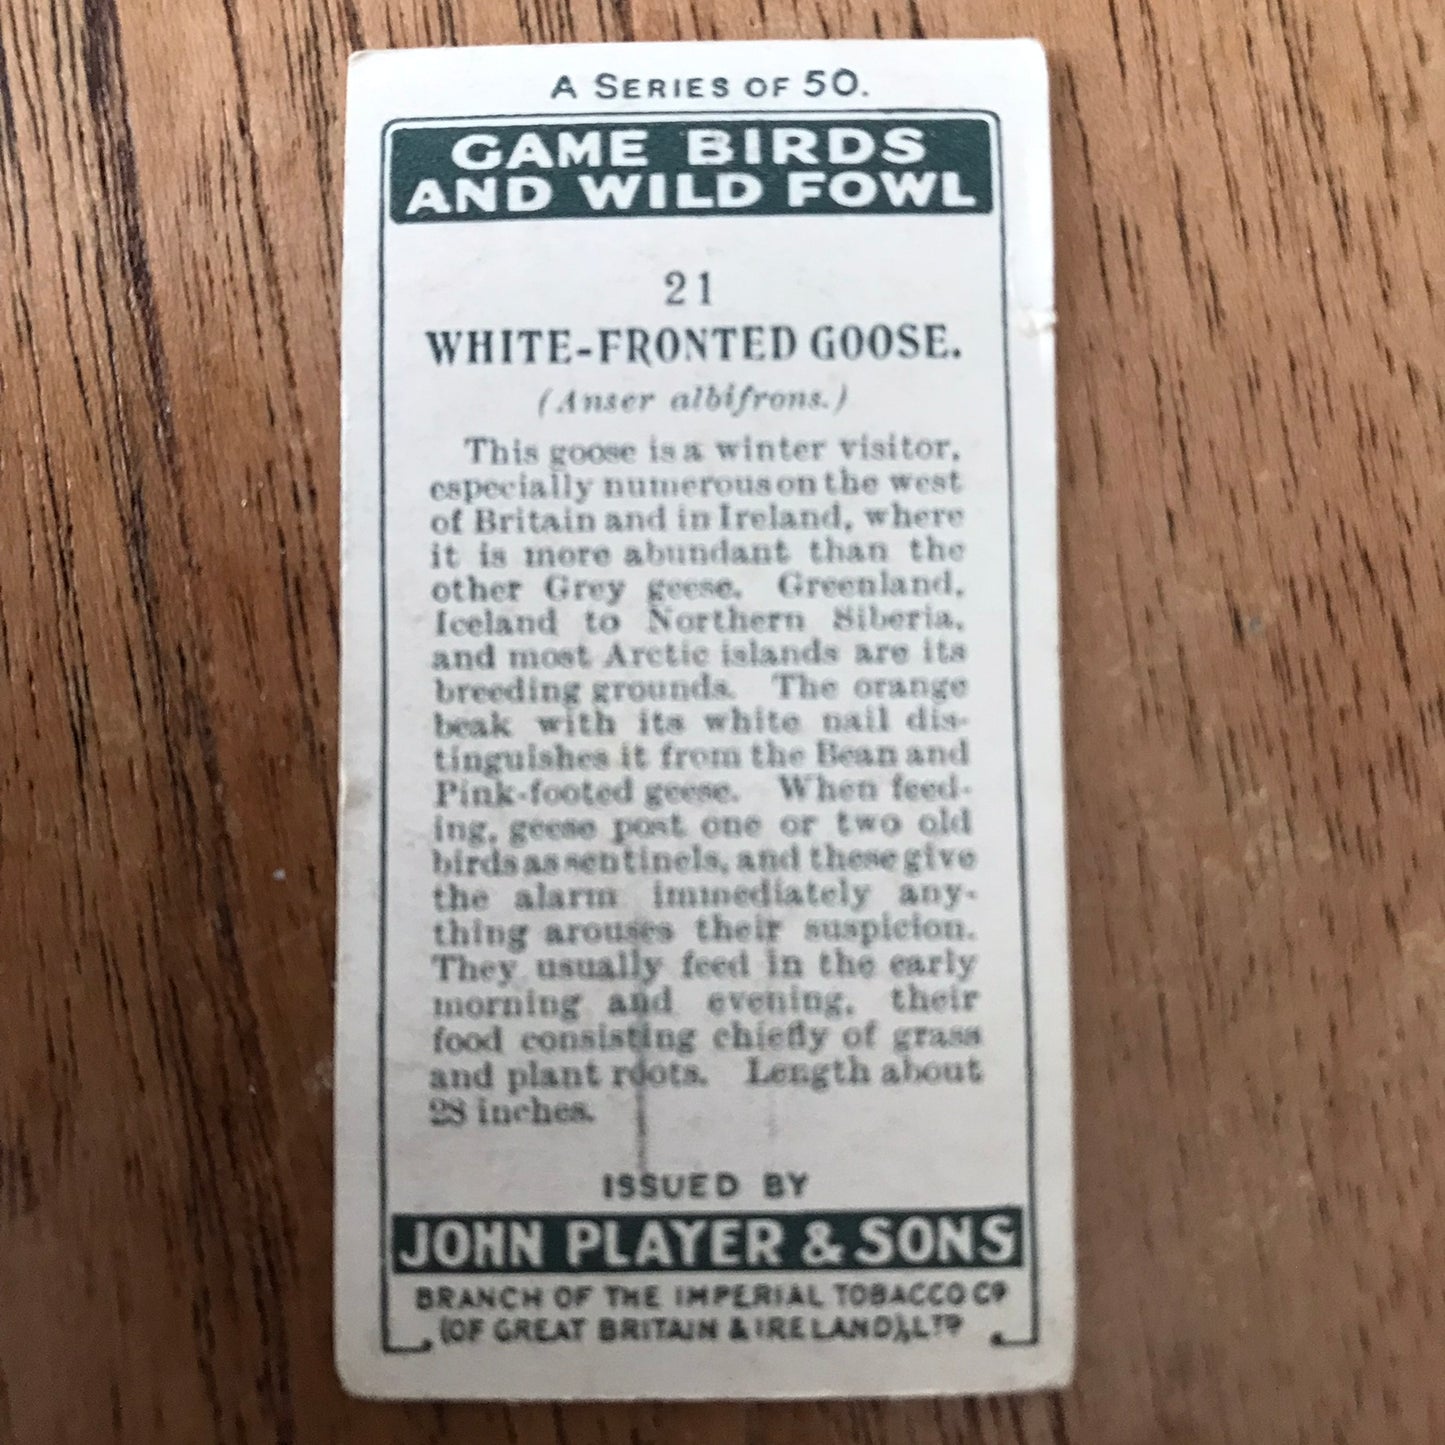 A SERIES OF 50.
GAME BIRDS
AND WILD FOWL
21
WHITE-FRONTED GOOSE.
(Anser albifrons.)
This goose is a winter visitor,
especially numerous on the west
of Britain and in Ireland, where
it is more abundant than the
other Grey geese. Greenland,
Iceland to Northern Siberia,
and most Arctic islands are its
breeding grounds. The orange
beak with its white nail dis-
tinguishes it from the Bean and
Pink-footed geese. When feed-
ing, geese post one or two old
birds as sentinels, and these give
the alarm immediately any-
thing arouses their suspicion.
They usually feed in the early
morning and evening, their
food consisting chiefly of grass
and plant roots. Length about
28 inches.
ISSUED BY
JOHN PLAYER & SONS
BRANCH OF THE IMPERIAL TOBACCO Cº
(OF GREAT BRITAIN & IRELAND), Lᵀᴰ